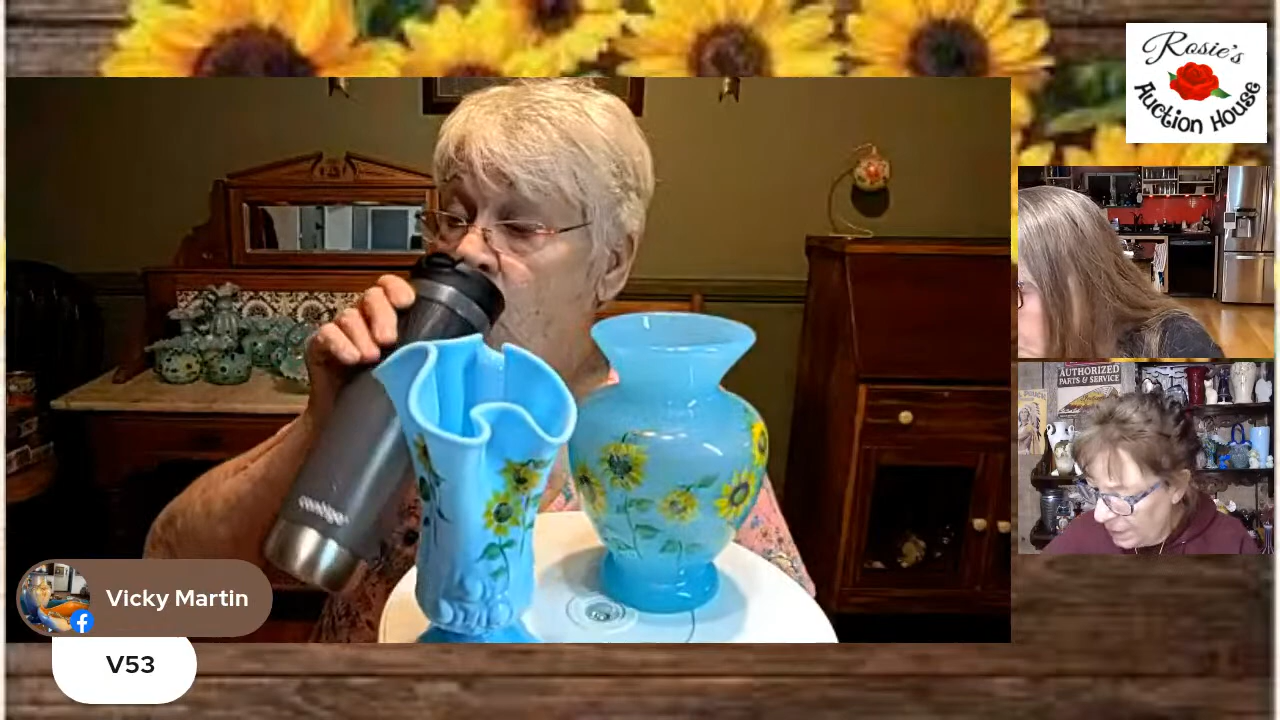 Rosie's
Auction House
AUTHORIZED
PARTS & SERVICE
contigo
Vicky Martin
V53